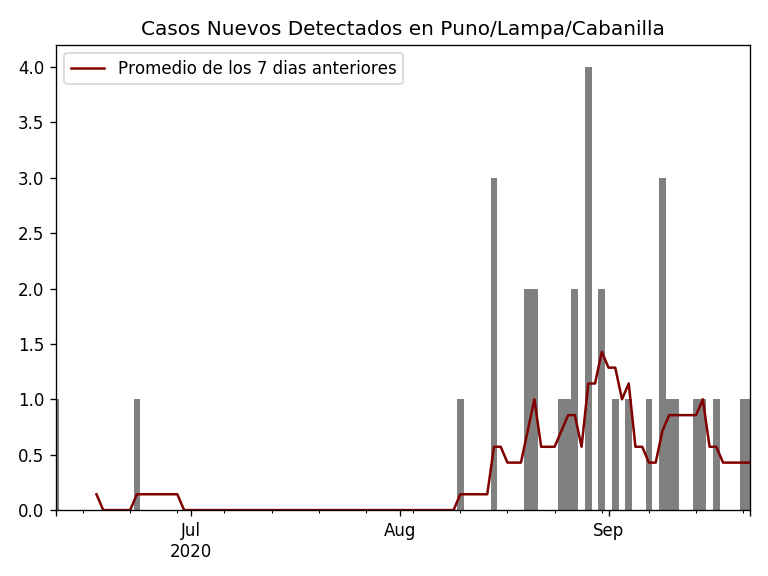 Casos Nuevos Detectados en Puno/Lampa/Cabanilla
Promedio de los 7 dias anteriores
4.0
3.5
3.0
2.5
2.0
1.5
1.0
0.5
0.0
Jul
2020
Aug
Sep